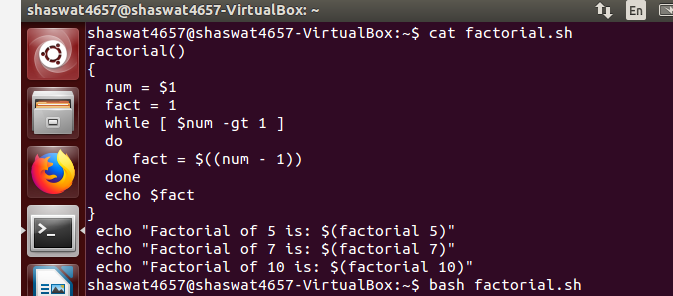 shaswat4657@shaswat4657-VirtualBox: ~
En
shaswat4657@shaswat4657-VirtualBox:~$ cat factorial.sh
factorial()
{
  num = $1
  fact = 1
  while [ $num -gt 1 ]
  do
     fact = $((num - 1))
  done
  echo $fact
}
 echo "Factorial of 5 is: $(factorial 5)"
 echo "Factorial of 7 is: $(factorial 7)"
 echo "Factorial of 10 is: $(factorial 10)"
shaswat4657@shaswat4657-VirtualBox:~$ bash factorial.sh